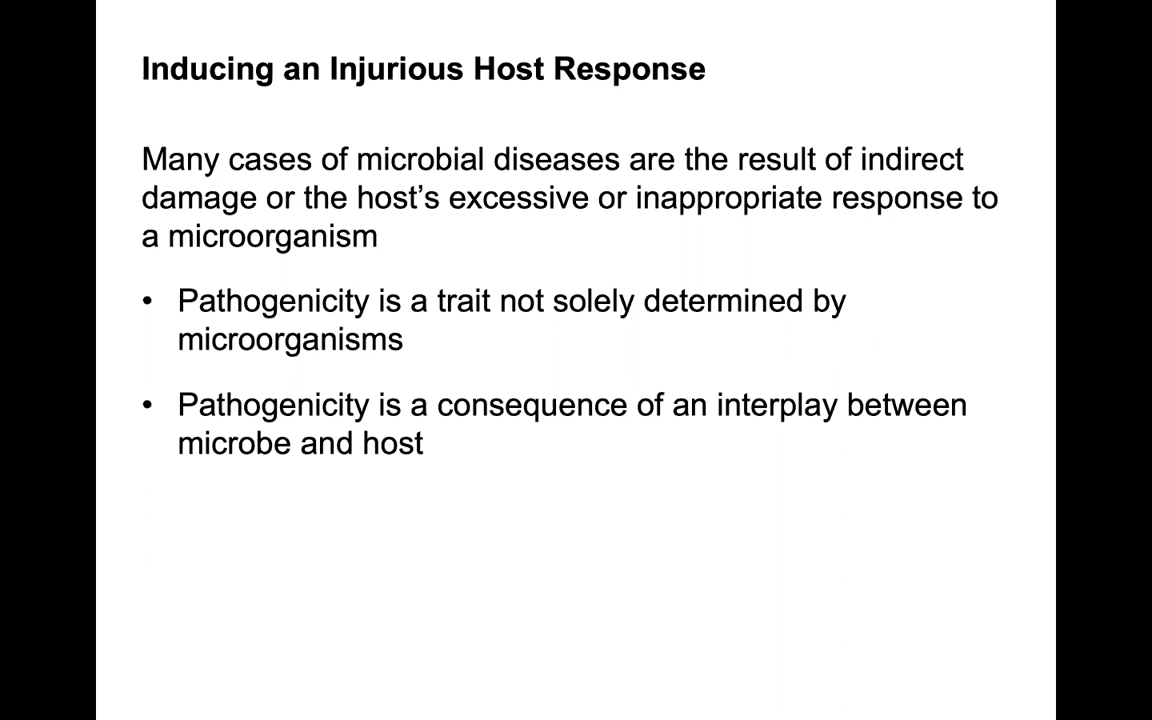 Inducing an Injurious Host Response
Many cases of microbial diseases are the result of indirect
damage or the host’s excessive or inappropriate response to
a microorganism
• Pathogenicity is a trait not solely determined by
microorganisms
• Pathogenicity is a consequence of an interplay between
microbe and host